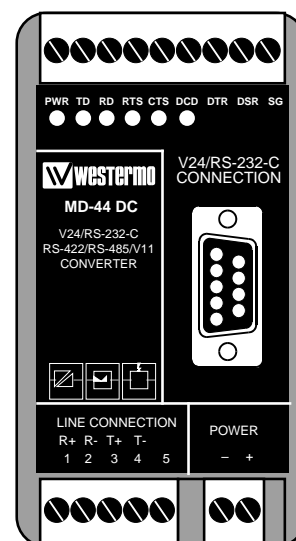 PWR TD RD RTS CTS DCD DTR DSR SG
Westermo
MD-44 DC
V24/RS-232-C
RS-422/RS-485/V11
CONVERTER
V24/RS-232-C
CONNECTION
LINE CONNECTION
R+ R- T+ T-
1 2 3 4 5
POWER
– +